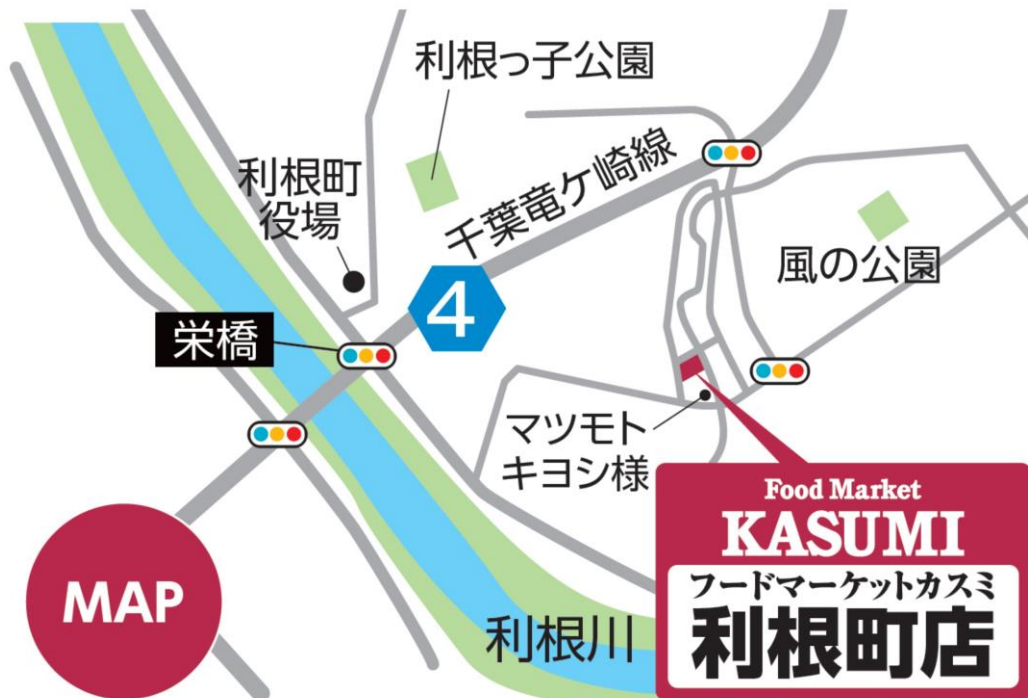 利根っ子公園
利根町
役場
千葉竜ケ崎線
4
風の公園
栄橋
マツモト
キヨシ様
利根川
MAP
Food Market
KASUMI
フードマーケットカスミ
利根町店